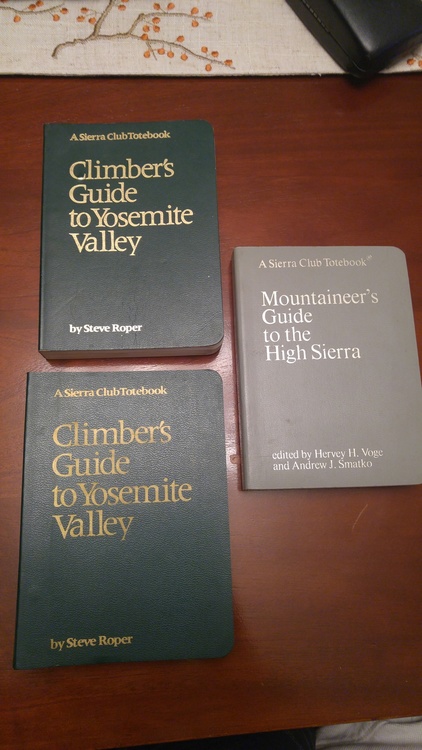 A Sierra Club Totebook
Climber's
Guide
to Yosemite
Valley
by Steve Roper
A Sierra Club Totebook®
Mountaineer's
Guide
to the
High Sierra
edited by Hervey H. Voge
and Andrew J. Smatko
A Sierra Club Totebook
Climber's
Guide
to Yosemite
Valley
by Steve Roper